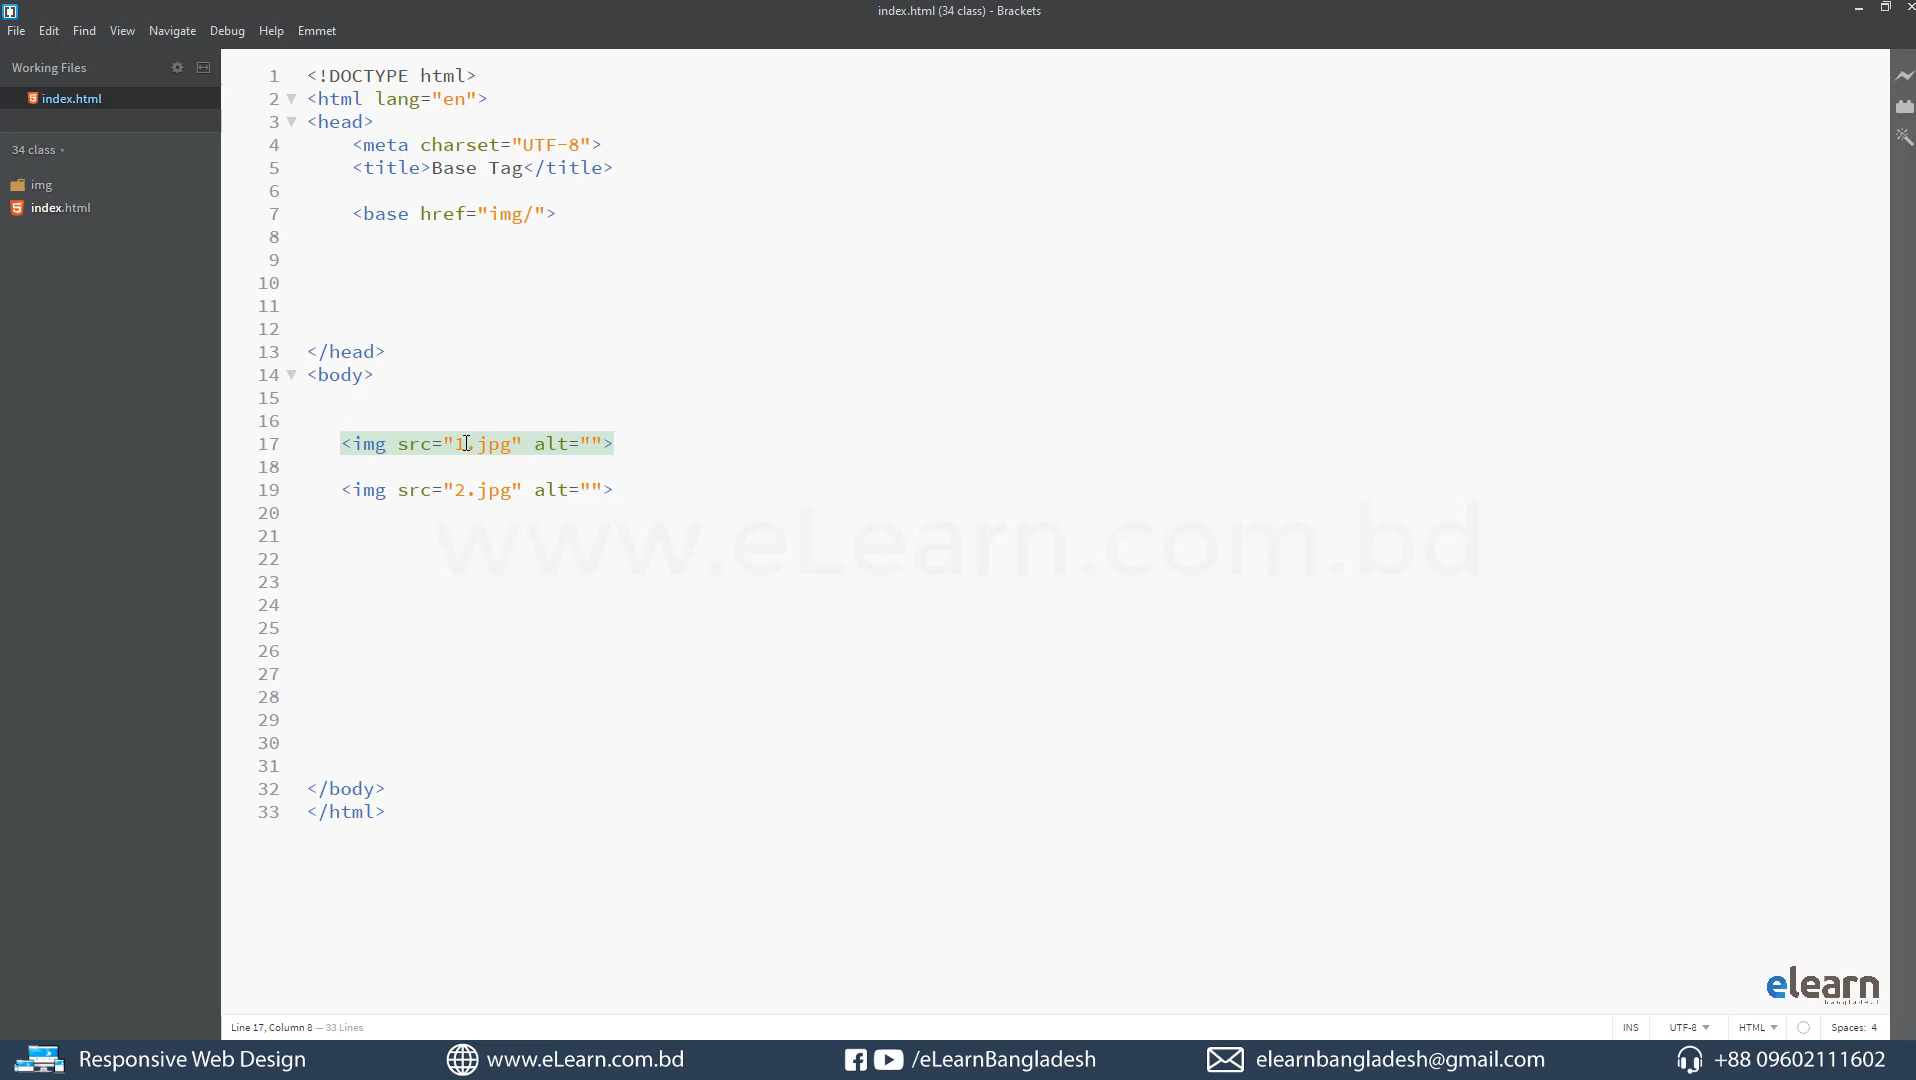 index.html (34 class) - Brackets
File Edit Find View Navigate Debug Help Emmet
Working Files
index.html
34 class
img
index.html
1 <!DOCTYPE html>
2 <html lang="en">
3 <head>
4 <meta charset="UTF-8">
5 <title>Base Tag</title>
6
7 <base href="img/">
8
9
10
11
12
13 </head>
14 <body>
15
16
17 <img src="1.jpg" alt="">
18
19 <img src="2.jpg" alt="">
20
21
22
23
24
25
26
27
28
29
30
31
32 </body>
33 </html>
www.eLearn.com.bd
elearn
Line 17, Column 8 — 33 Lines
INS UTF-8 HTML Spaces: 4
Responsive Web Design www.eLearn.com.bd /eLearnBangladesh elearnbangladesh@gmail.com +88 09602111602